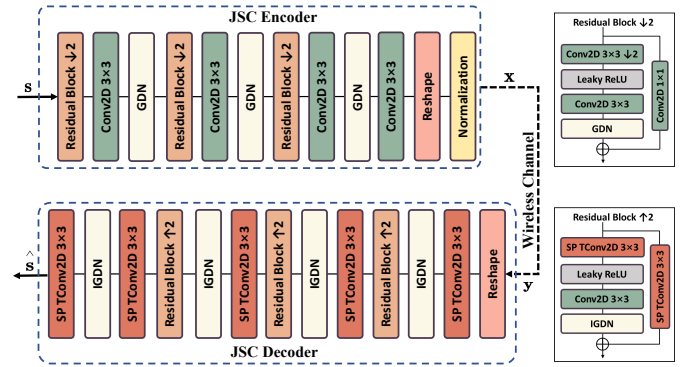 JSC Encoder
s
Residual Block ↓2
Conv2D 3×3
GDN
Residual Block ↓2
Conv2D 3×3
GDN
Residual Block ↓2
Conv2D 3×3
GDN
Conv2D 3×3
Reshape
Normalization
x
Wireless Channel
y
ŝ
SP TConv2D 3×3
IGDN
SP TConv2D 3×3
Residual Block ↑2
IGDN
SP TConv2D 3×3
Residual Block ↑2
IGDN
SP TConv2D 3×3
Residual Block ↑2
IGDN
SP TConv2D 3×3
Reshape
JSC Decoder
Residual Block ↓2
Conv2D 3×3 ↓2
Leaky ReLU
Conv2D 3×3
GDN
Conv2D 1×1
Residual Block ↑2
SP TConv2D 3×3
Leaky ReLU
Conv2D 3×3
IGDN
SP TConv2D 3×3